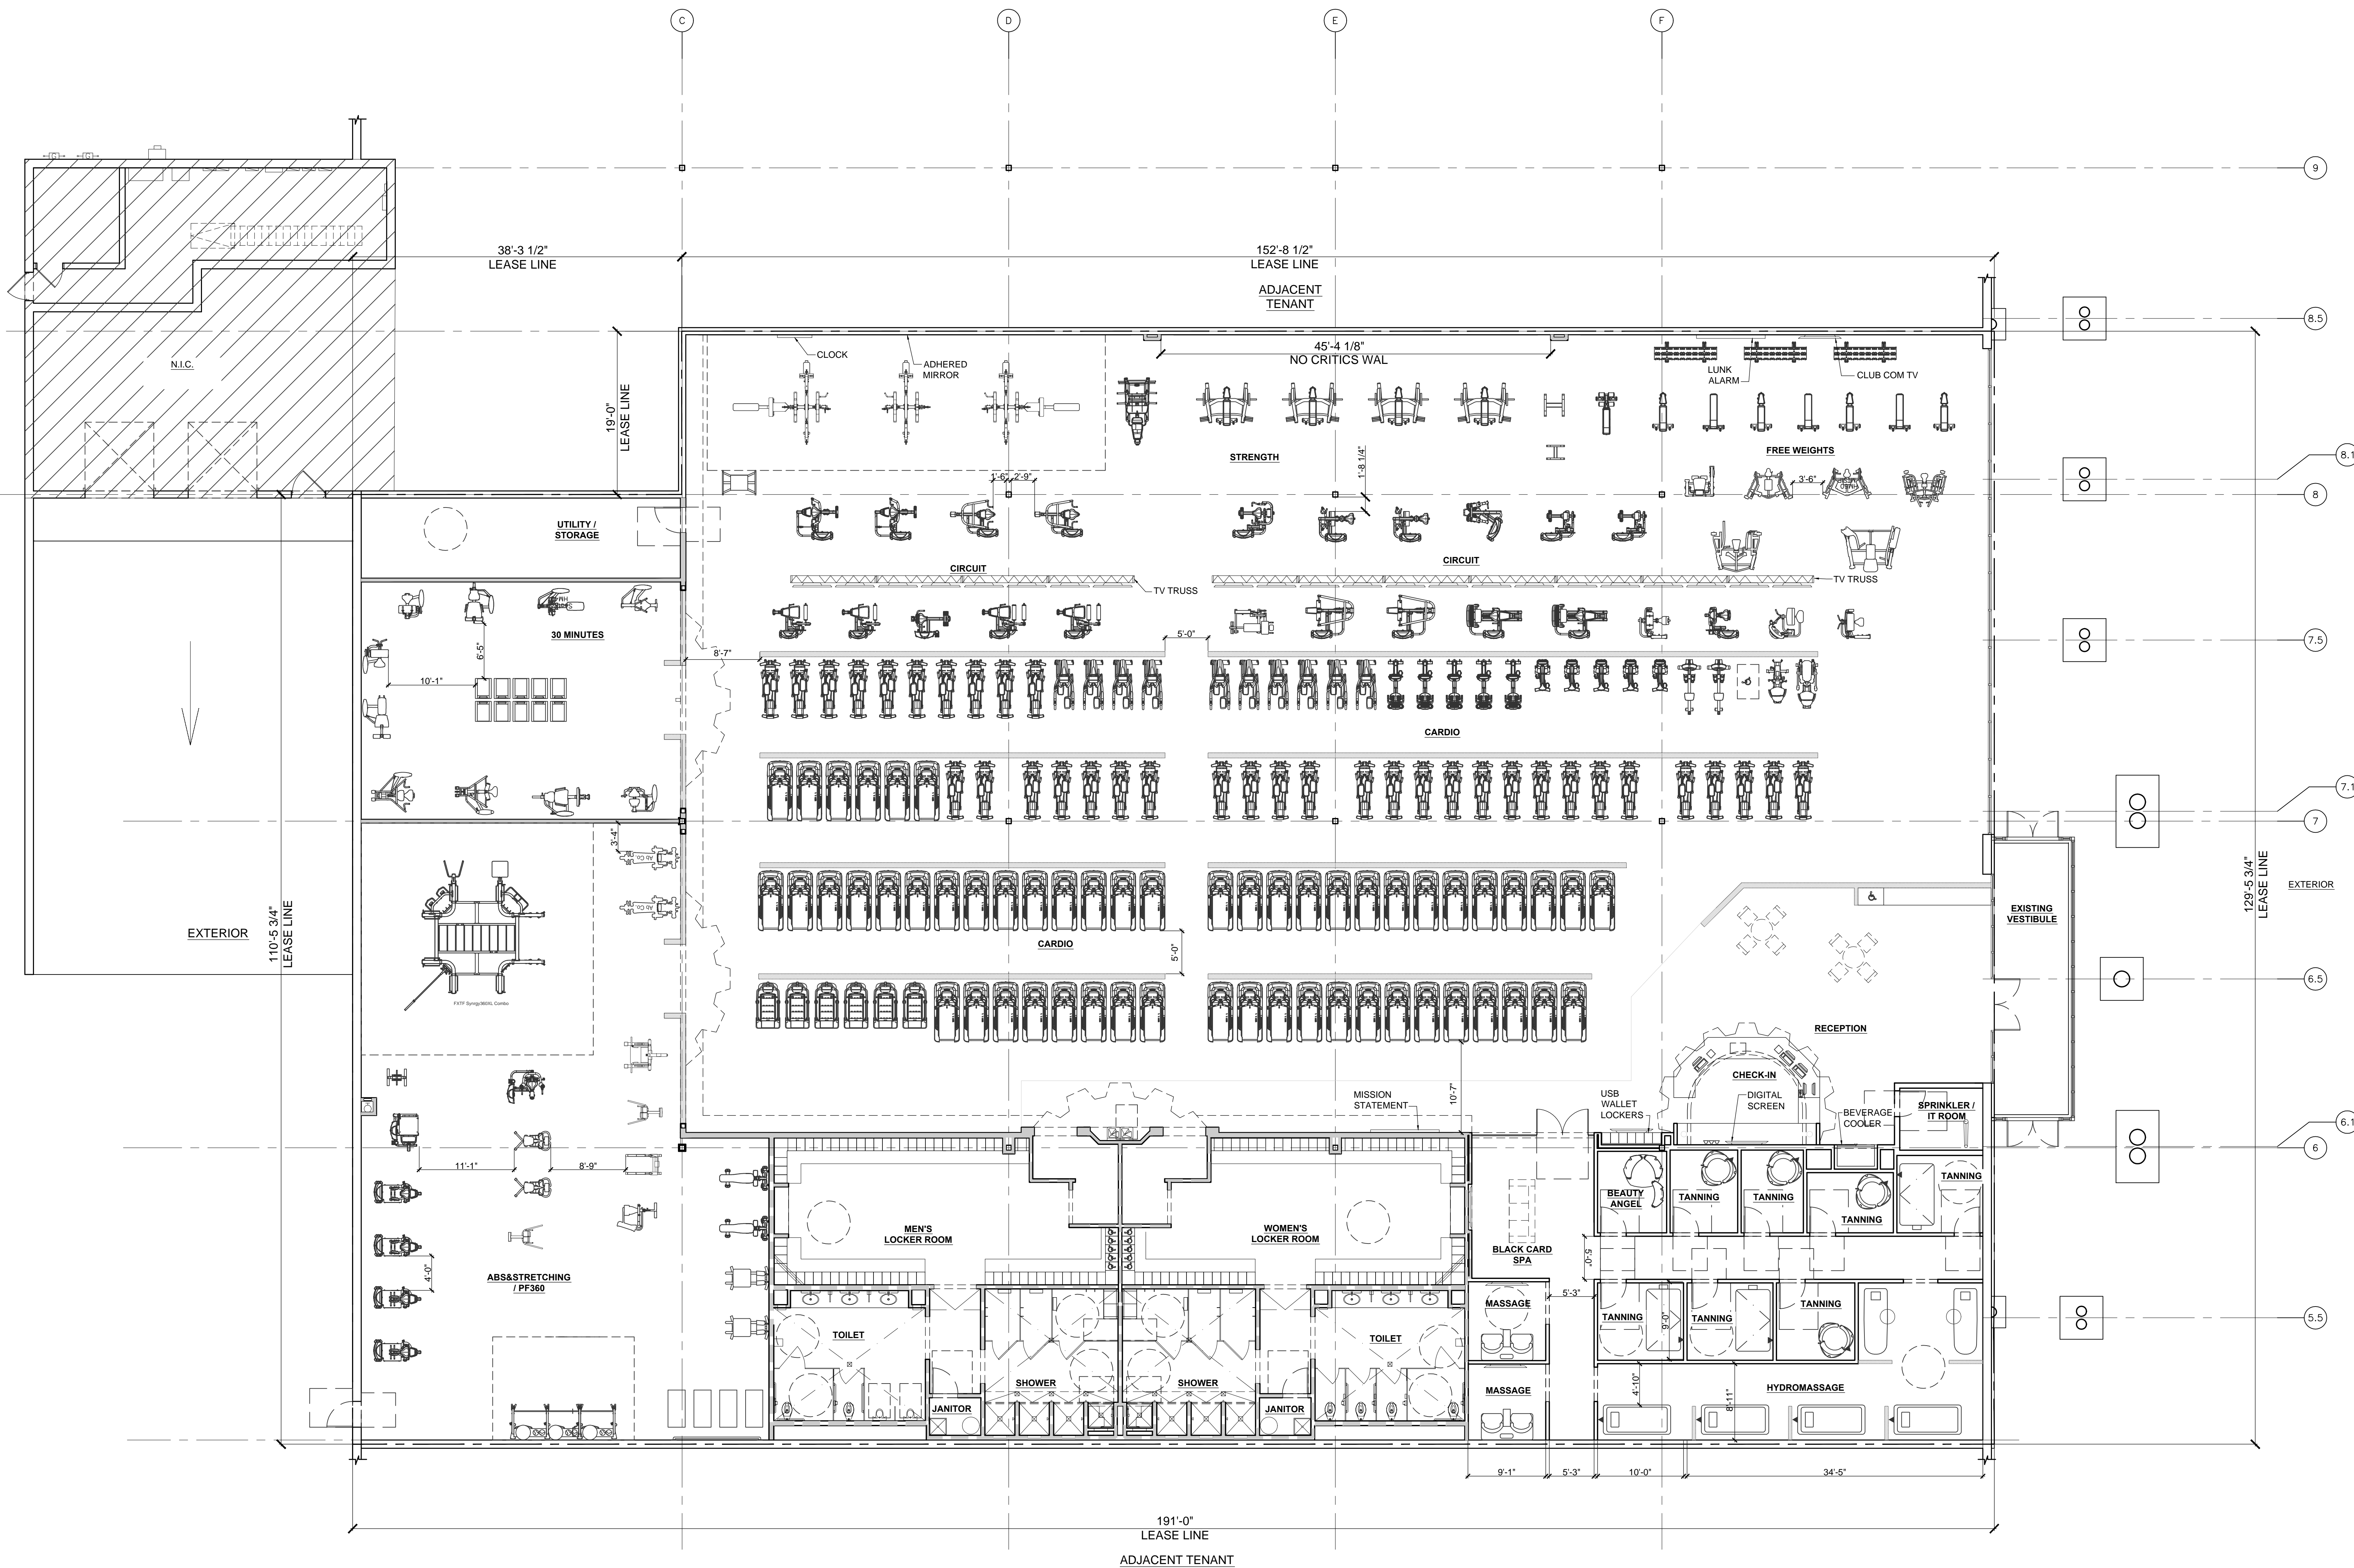 C
D
E
F
9
38'-3 1/2"
LEASE LINE
152'-8 1/2"
LEASE LINE
ADJACENT
TENANT
8.5
N.I.C.
19'-0"
LEASE LINE
CLOCK
ADHERED
MIRROR
45'-4 1/8"
NO CRITICS WAL
LUNK
ALARM
CLUB COM TV
STRENGTH
FREE WEIGHTS
8.1
1'-6"
2'-9"
1'-8 1/4"
3'-6"
8
UTILITY /
STORAGE
CIRCUIT
CIRCUIT
TV TRUSS
TV TRUSS
30 MINUTES
6'-5"
10'-1"
8'-7"
5'-0"
7.5
CARDIO
7.1
7
3'-4"
EXTERIOR
110'-5 3/4"
LEASE LINE
FXTF Synrgy360XL Combo
CARDIO
5'-0"
EXISTING
VESTIBULE
129'-5 3/4"
LEASE LINE
EXTERIOR
6.5
RECEPTION
CHECK-IN
10'-7"
MISSION
STATEMENT
USB
WALLET
LOCKERS
DIGITAL
SCREEN
BEVERAGE
COOLER
SPRINKLER /
IT ROOM
6.1
6
11'-1"
8'-9"
BEAUTY
ANGEL
TANNING
TANNING
TANNING
TANNING
MEN'S
LOCKER ROOM
WOMEN'S
LOCKER ROOM
BLACK CARD
SPA
5'-0"
4'-0"
ABS&STRETCHING
/ PF360
MASSAGE
5'-3"
TANNING
9'-0"
TANNING
TANNING
5.5
TOILET
TOILET
SHOWER
SHOWER
JANITOR
JANITOR
MASSAGE
4'-10"
8'-11"
HYDROMASSAGE
9'-1"
5'-3"
10'-0"
34'-5"
191'-0"
LEASE LINE
ADJACENT TENANT